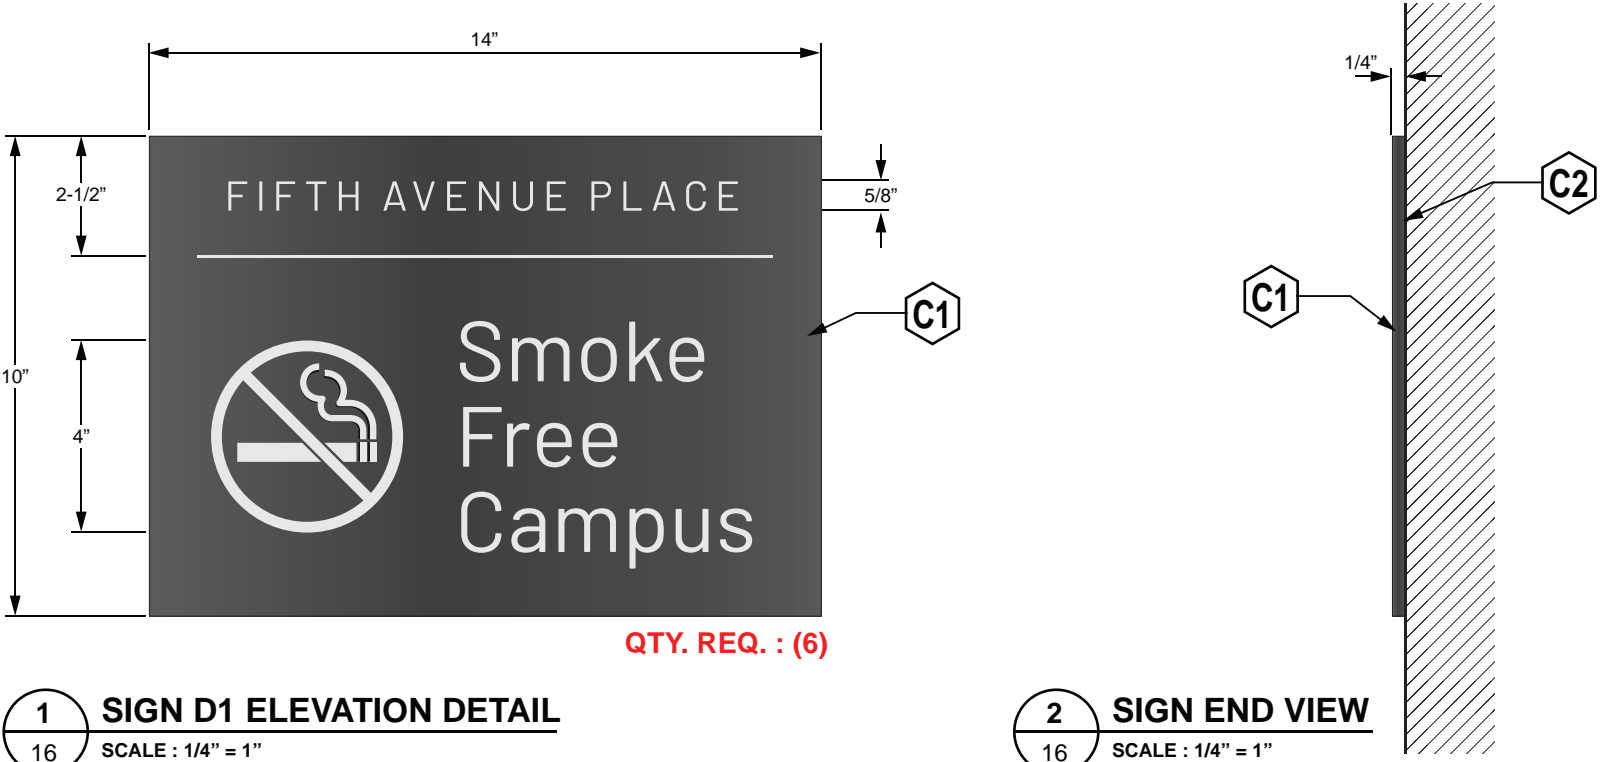 14”
1/4”
2-1/2”
FIFTH AVENUE PLACE
5/8”
C2
C1
C1
10”
4”
Smoke
Free
Campus
QTY. REQ. : (6)
1
16
SIGN D1 ELEVATION DETAIL
SCALE : 1/4” = 1”
2
16
SIGN END VIEW
SCALE : 1/4” = 1”